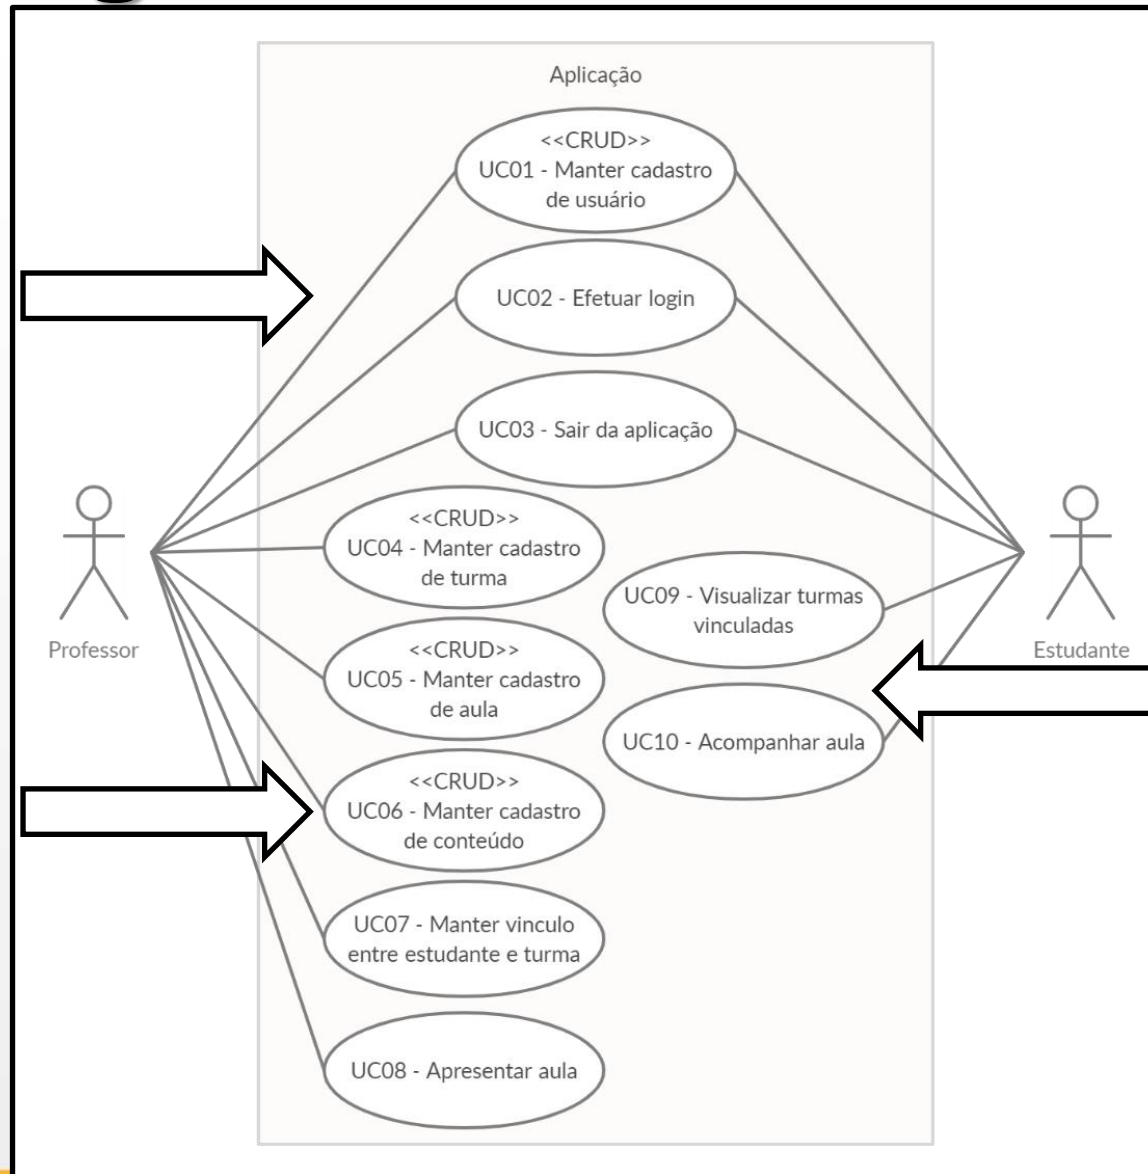 Aplicação
<<CRUD>>
UC01 - Manter cadastro
de usuário
UC02 - Efetuar login
UC03 - Sair da aplicação
<<CRUD>>
UC04 - Manter cadastro
de turma
UC09 - Visualizar turmas
vinculadas
Professor
Estudante
<<CRUD>>
UC05 - Manter cadastro
de aula
UC10 - Acompanhar aula
<<CRUD>>
UC06 - Manter cadastro
de conteúdo
UC07 - Manter vinculo
entre estudante e turma
UC08 - Apresentar aula